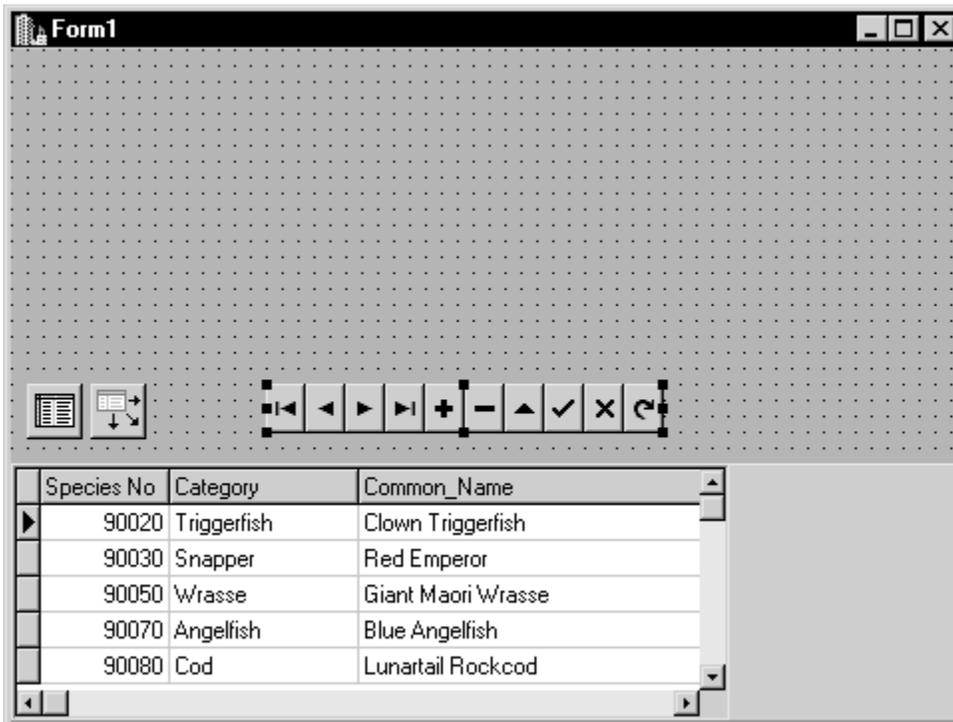 Form1
Species No Category Common_Name
90020 Triggerfish Clown Triggerfish
90030 Snapper Red Emperor
90050 Wrasse Giant Maori Wrasse
90070 Angelfish Blue Angelfish
90080 Cod Lunartail Rockcod